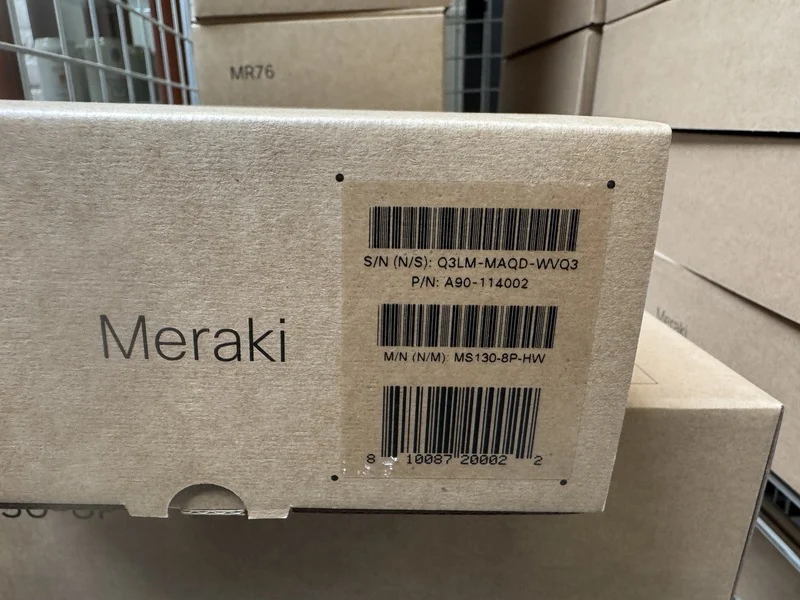 MR76
Meraki
S/N (N/S): Q3LM-MAQD-WVQ3
P/N: A90-114002
M/N (N/M): MS130-8P-HW
8 10087 20002 2
Meraki